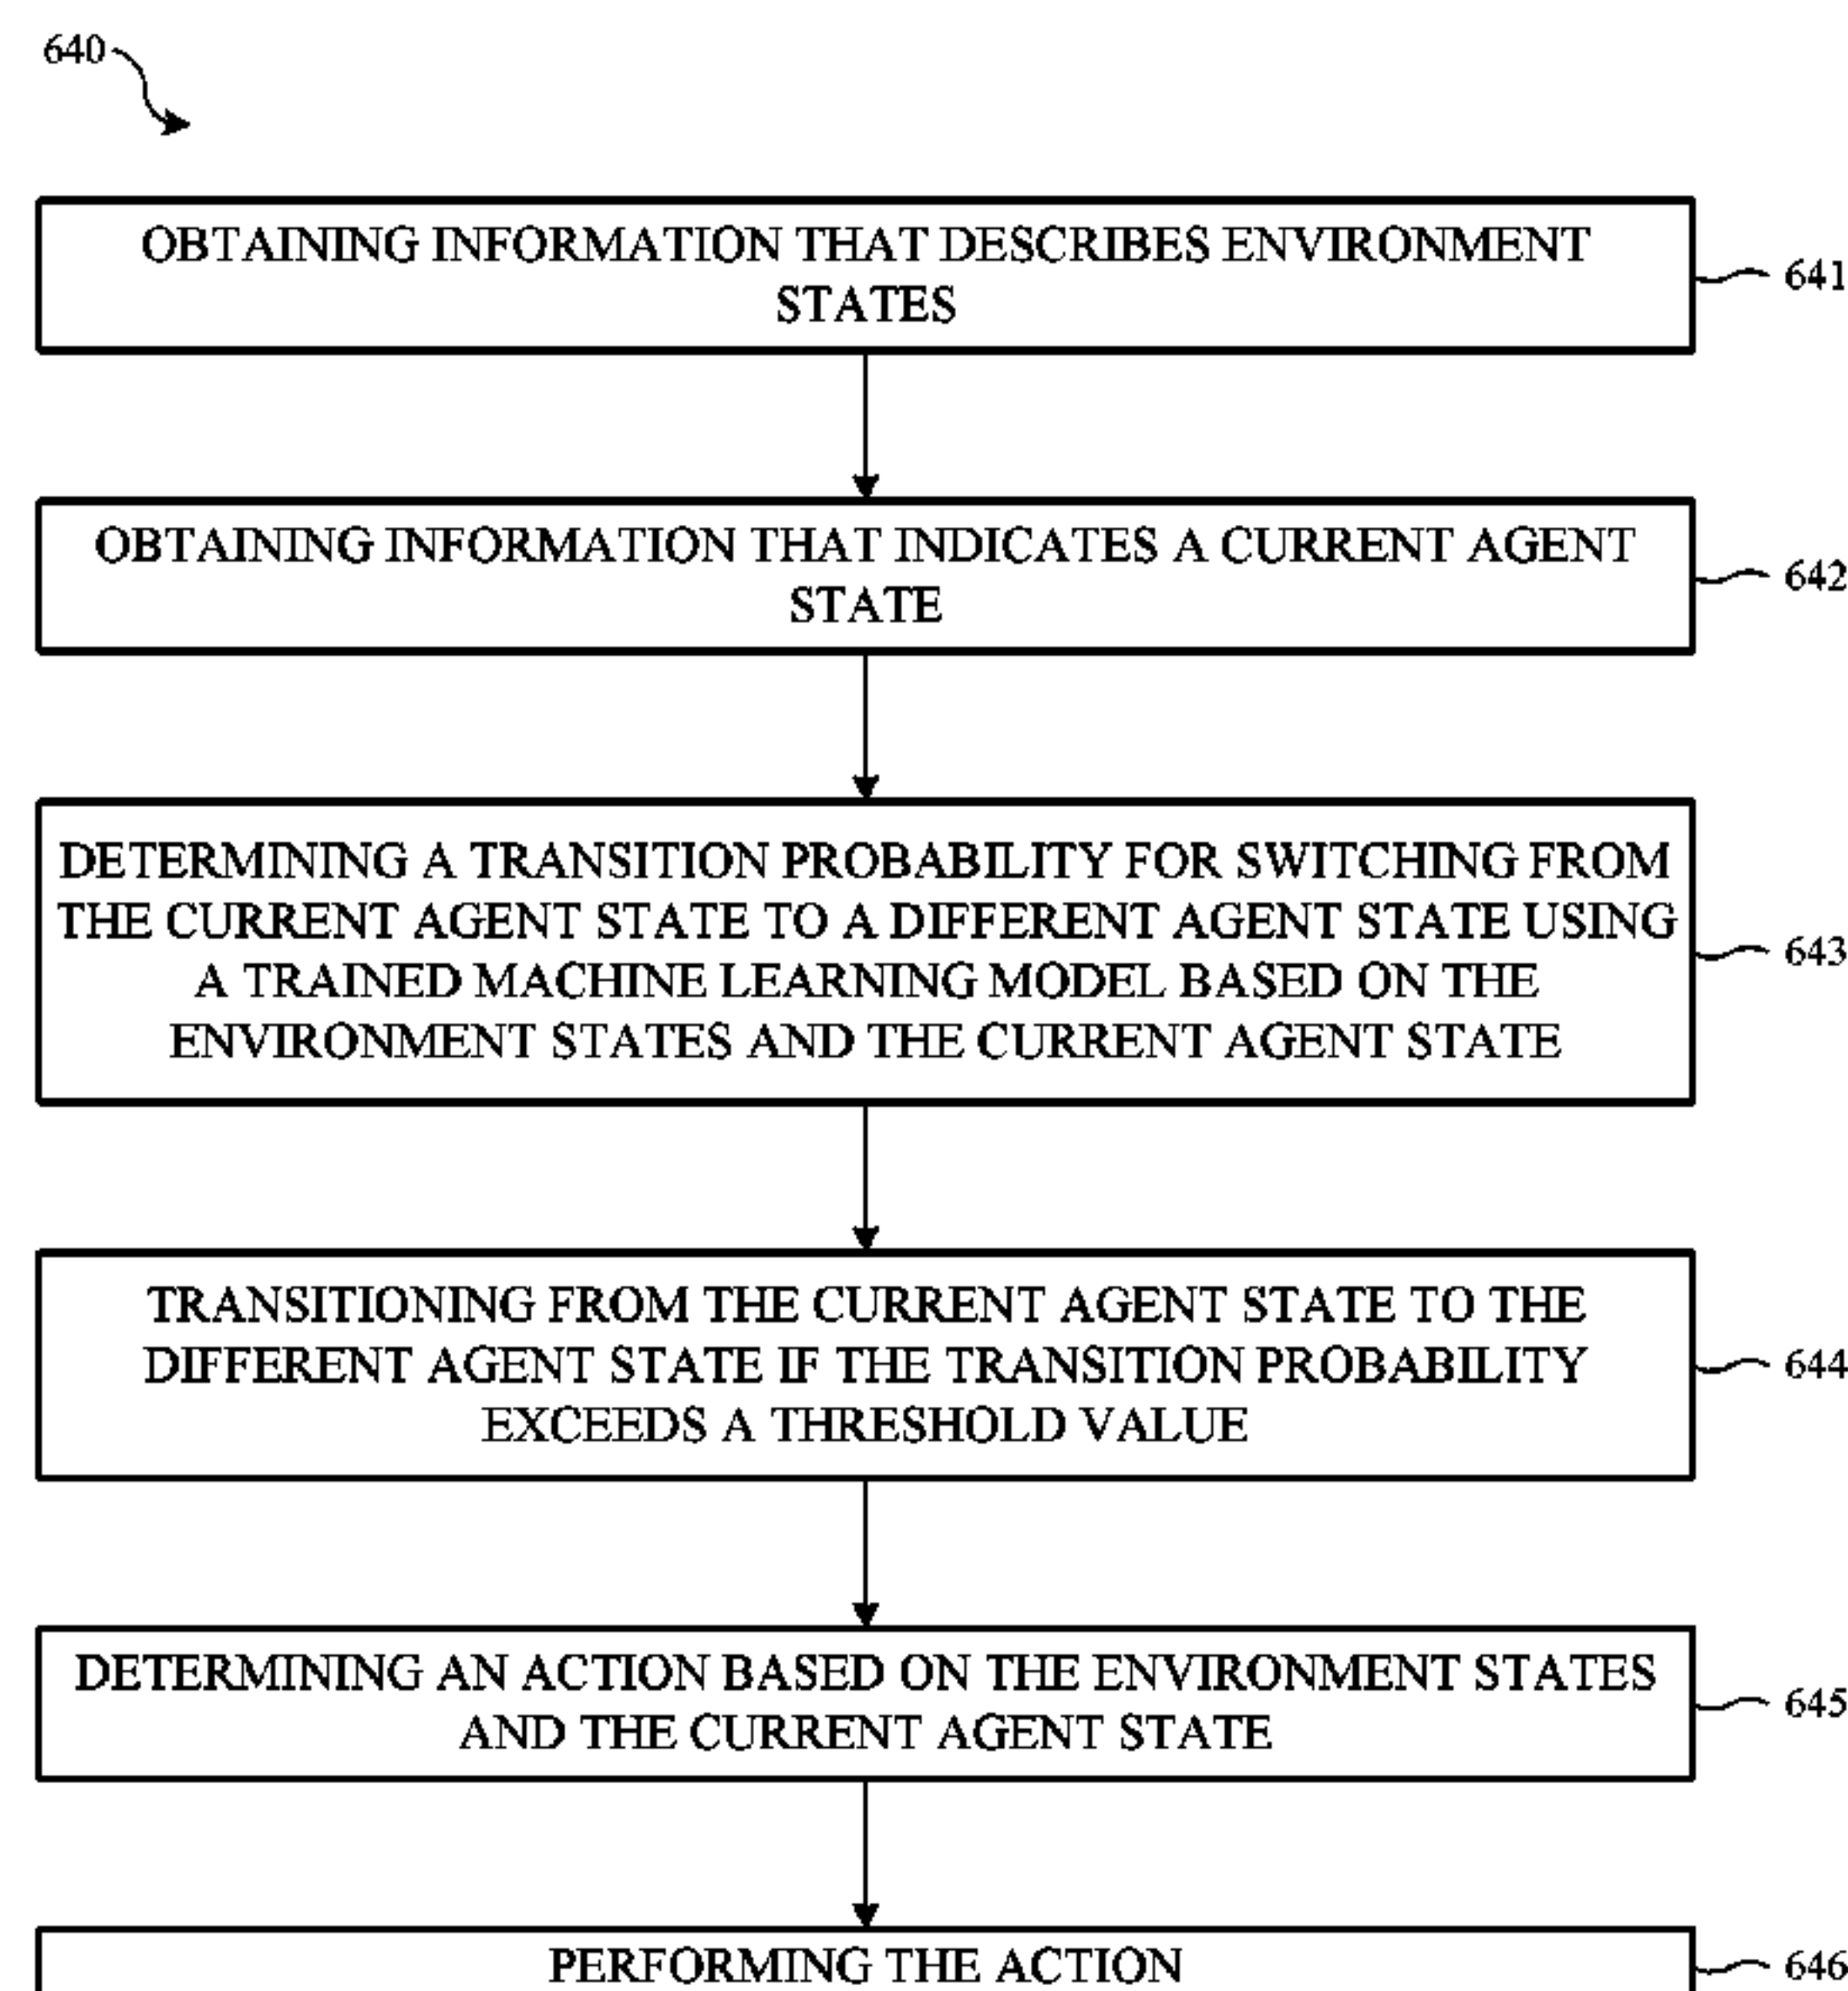 640
OBTAINING INFORMATION THAT DESCRIBES ENVIRONMENT
STATES
641
OBTAINING INFORMATION THAT INDICATES A CURRENT AGENT
STATE
642
DETERMINING A TRANSITION PROBABILITY FOR SWITCHING FROM
THE CURRENT AGENT STATE TO A DIFFERENT AGENT STATE USING
A TRAINED MACHINE LEARNING MODEL BASED ON THE
ENVIRONMENT STATES AND THE CURRENT AGENT STATE
643
TRANSITIONING FROM THE CURRENT AGENT STATE TO THE
DIFFERENT AGENT STATE IF THE TRANSITION PROBABILITY
EXCEEDS A THRESHOLD VALUE
644
DETERMINING AN ACTION BASED ON THE ENVIRONMENT STATES
AND THE CURRENT AGENT STATE
645
PERFORMING THE ACTION
646